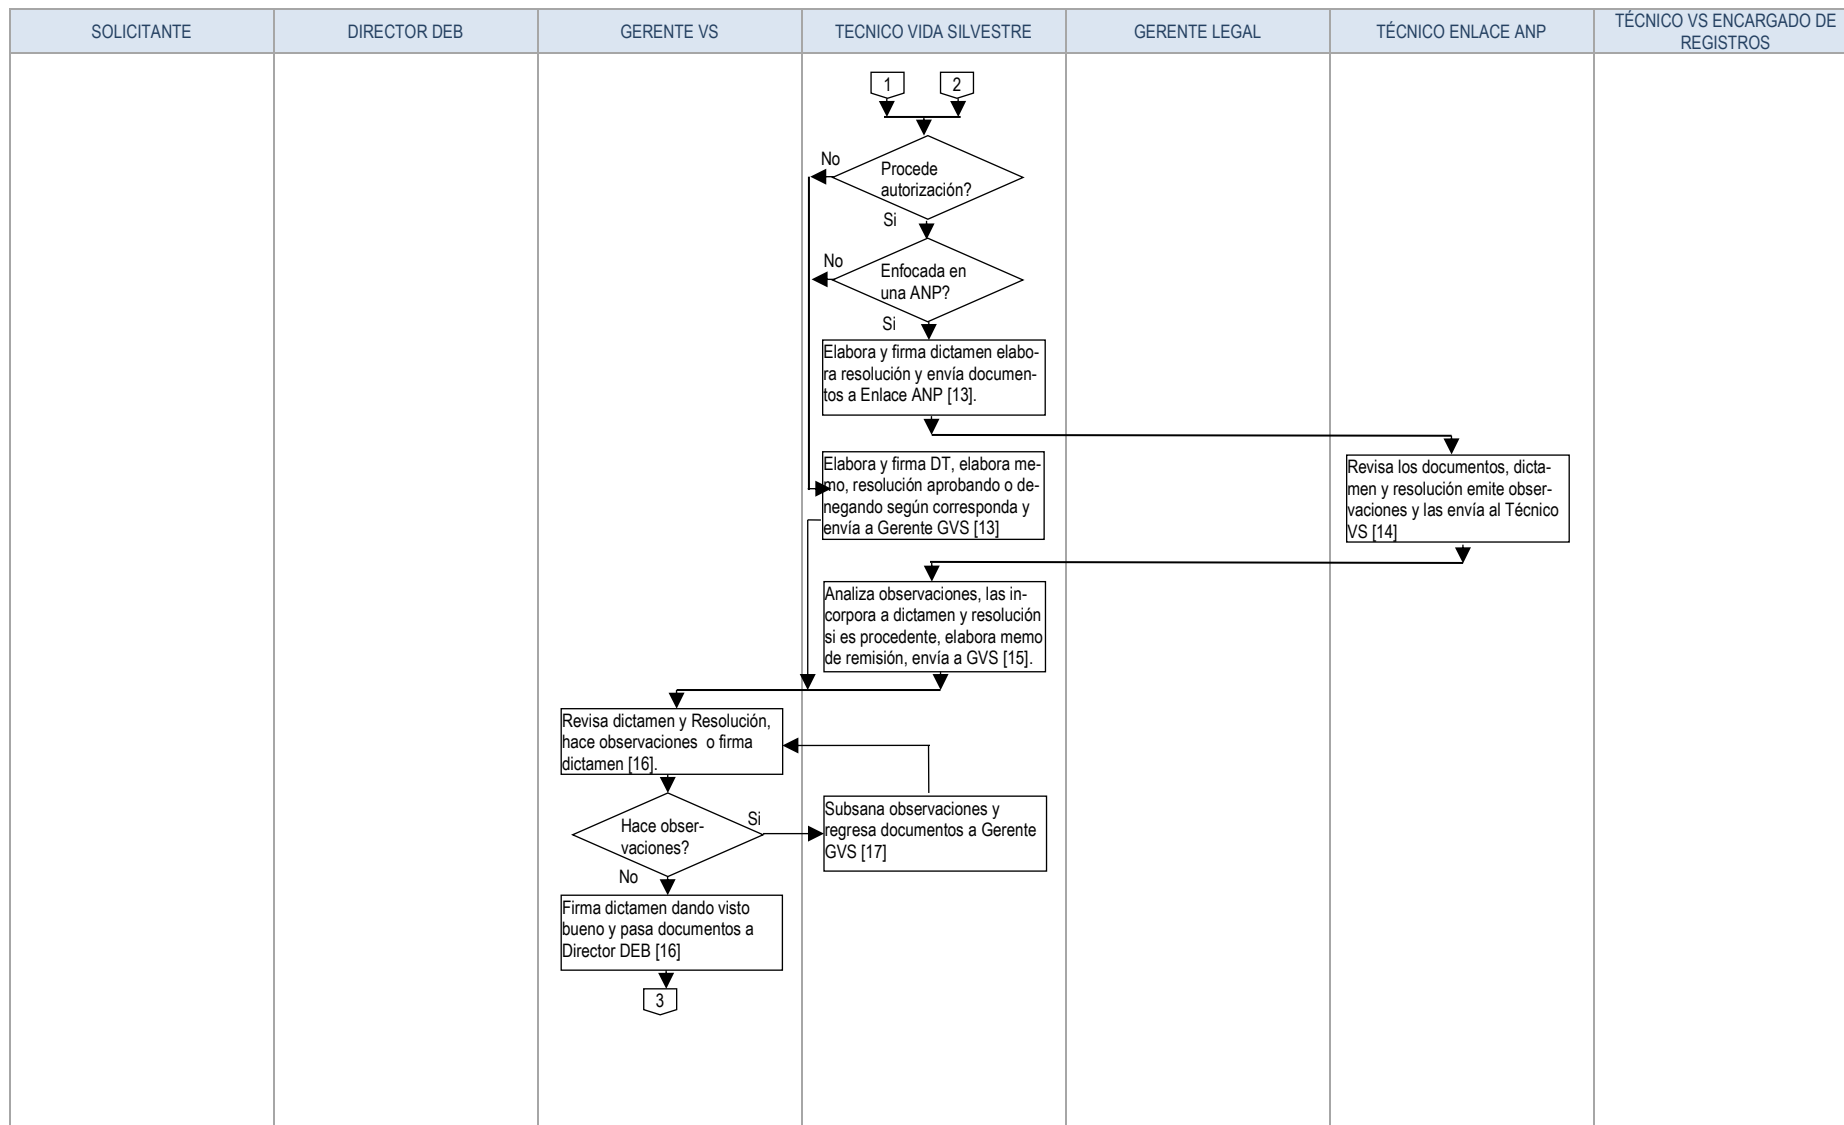 SOLICITANTE
DIRECTOR DEB
GERENTE VS
TECNICO VIDA SILVESTRE
GERENTE LEGAL
TÉCNICO ENLACE ANP
TÉCNICO VS ENCARGADO DE
REGISTROS
1
2
No
Procede
autorización?
Si
No
Enfocada en
una ANP?
Si
Elabora y firma dictamen elabo-
ra resolución y envía documen-
tos a Enlace ANP [13].
Elabora y firma DT, elabora me-
mo, resolución aprobando o de-
negando según corresponda y
envía a Gerente GVS [13]
Revisa los documentos, dicta-
men y resolución emite obser-
vaciones y las envía al Técnico
VS [14]
Analiza observaciones, las in-
corpora a dictamen y resolución
si es procedente, elabora memo
de remisión, envía a GVS [15].
Revisa dictamen y Resolución,
hace observaciones  o firma
dictamen [16].
Hace obser-
vaciones?
Si
Subsana observaciones y
regresa documentos a Gerente
GVS [17]
No
Firma dictamen dando visto
bueno y pasa documentos a
Director DEB [16]
3